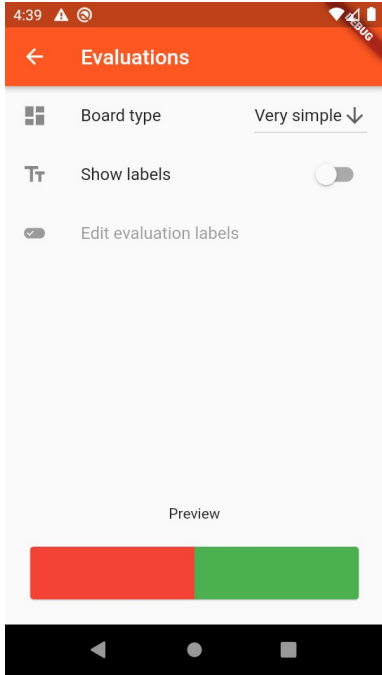 4:39
DEBUG
Evaluations
Board type Very simple
Show labels
Edit evaluation labels
Preview